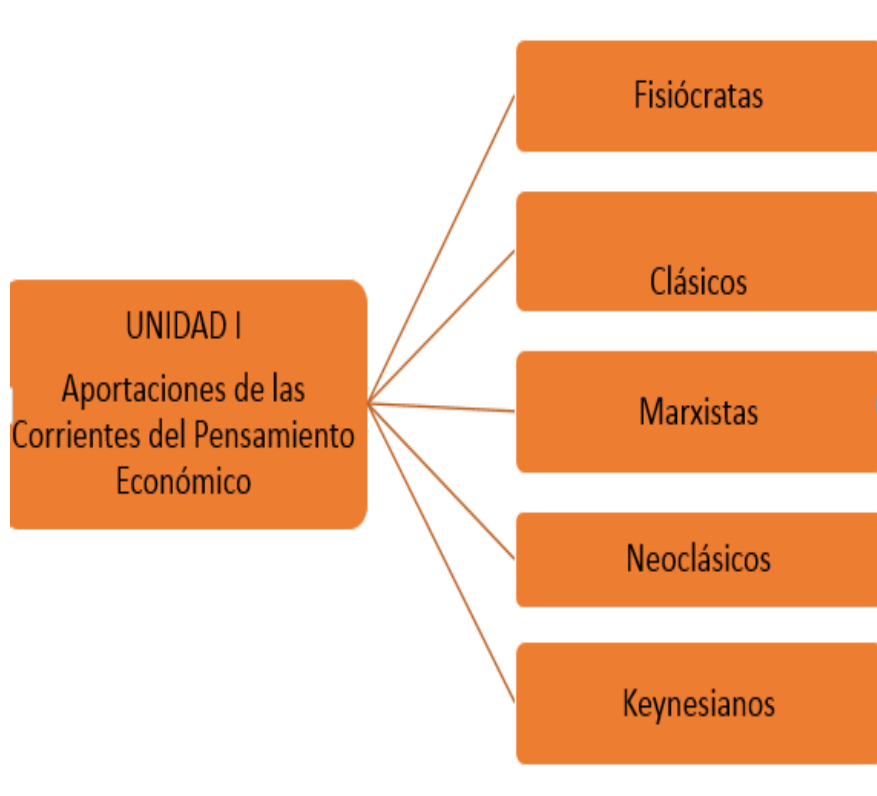 UNIDAD I
Aportaciones de las
Corrientes del Pensamiento
Económico
Fisiócratas
Clásicos
Marxistas
Neoclásicos
Keynesianos